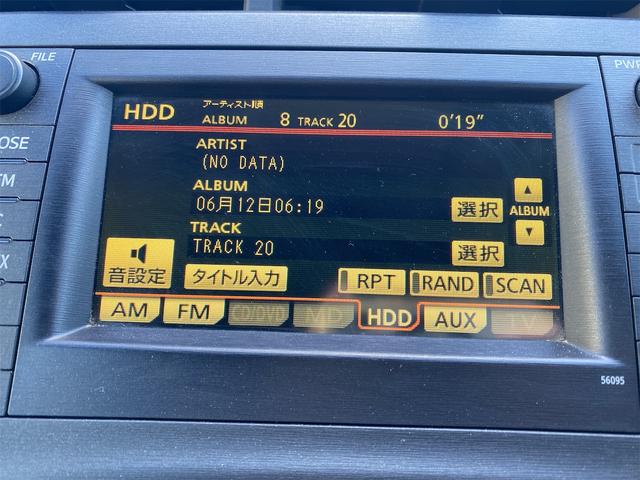 FILE
PWR
HDD
アーティスト順
ALBUM 8 TRACK 20 0'19"
OSE
ARTIST
(NO DATA)
ALBUM
06月12日06:19
選択
ALBUM
TRACK
TRACK 20
選択
音設定
タイトル入力
RPT
RAND
SCAN
AM
FM
CD/DVD
MD
HDD
AUX
TV
56095